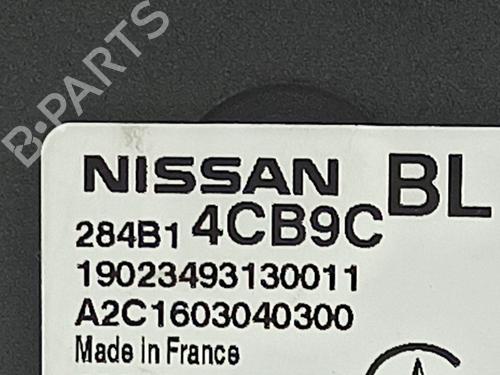 B-PARTS
NISSAN BL
284B1 4CB9C
19023493130011
A2C1603040300
Made in France